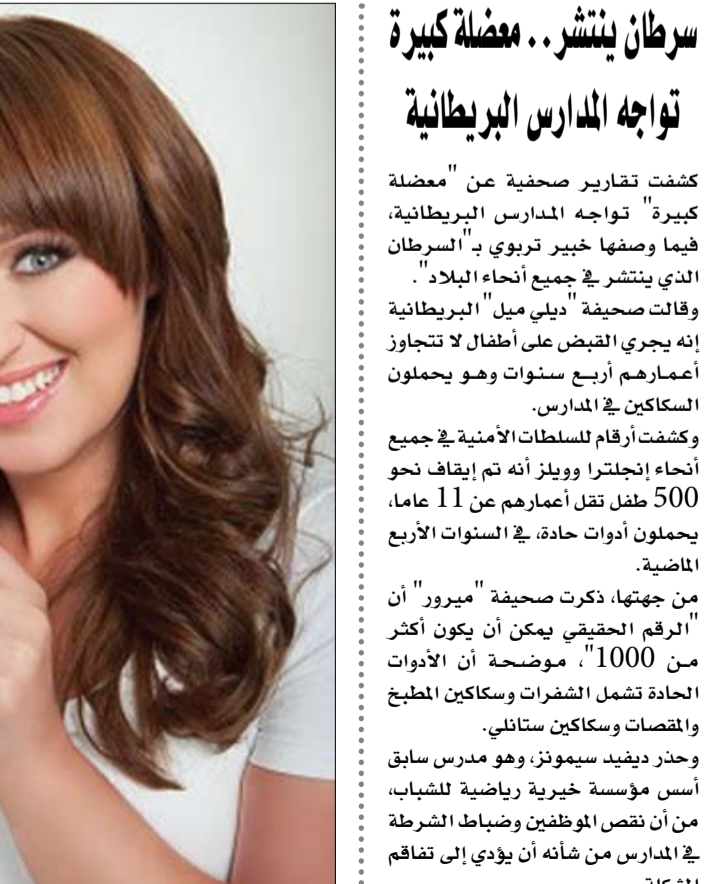 سرطان ينتشر.. معضلة كبيرة
تواجه المدارس البريطانية
كشفت تقارير صحفية عن "معضلة
كبيرة" تواجه المدارس البريطانية،
فيما وصفها خبير تربوي بـ"السرطان
الذي ينتشر في جميع أنحاء البلاد".
وقالت صحيفة "ديلي ميل" البريطانية
إنه يجري القبض على أطفال لا تتجاوز
أعمارهم أربع سنوات وهو يحملون
السكاكين في المدارس.
وكشفت أرقام للسلطات الأمنية في جميع
أنحاء إنجلترا وويلز أنه تم إيقاف نحو
500 طفل تقل أعمارهم عن 11 عاما،
يحملون أدوات حادة، في السنوات الأربع
الماضية.
من جهتها، ذكرت صحيفة "ميرور" أن
"الرقم الحقيقي يمكن أن يكون أكثر
من 1000"، موضحة أن الأدوات
الحادة تشمل الشفرات وسكاكين المطبخ
والمقصات وسكاكين ستانلي.
وحذر ديفيد سيمونز، وهو مدرس سابق
أسس مؤسسة خيرية رياضية للشباب،
من أن نقص الموظفين وضباط الشرطة
في المدارس من شأنه أن يؤدي إلى تفاقم